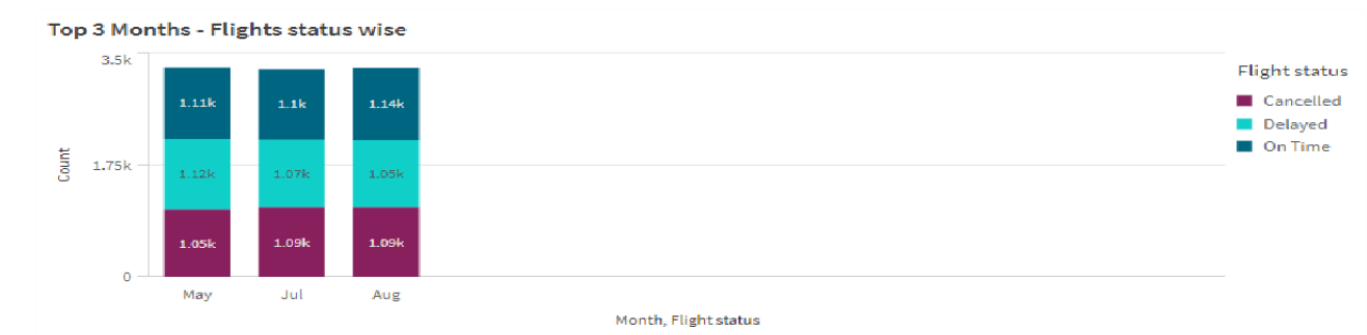 Top 3 Months - Flights status wise
3.5k
1.75k
0
Count
1.11k
1.1k
1.14k
1.12k
1.07k
1.05k
1.05k
1.09k
1.09k
May
Jul
Aug
Month, Flight status
Flight status
Cancelled
Delayed
On Time